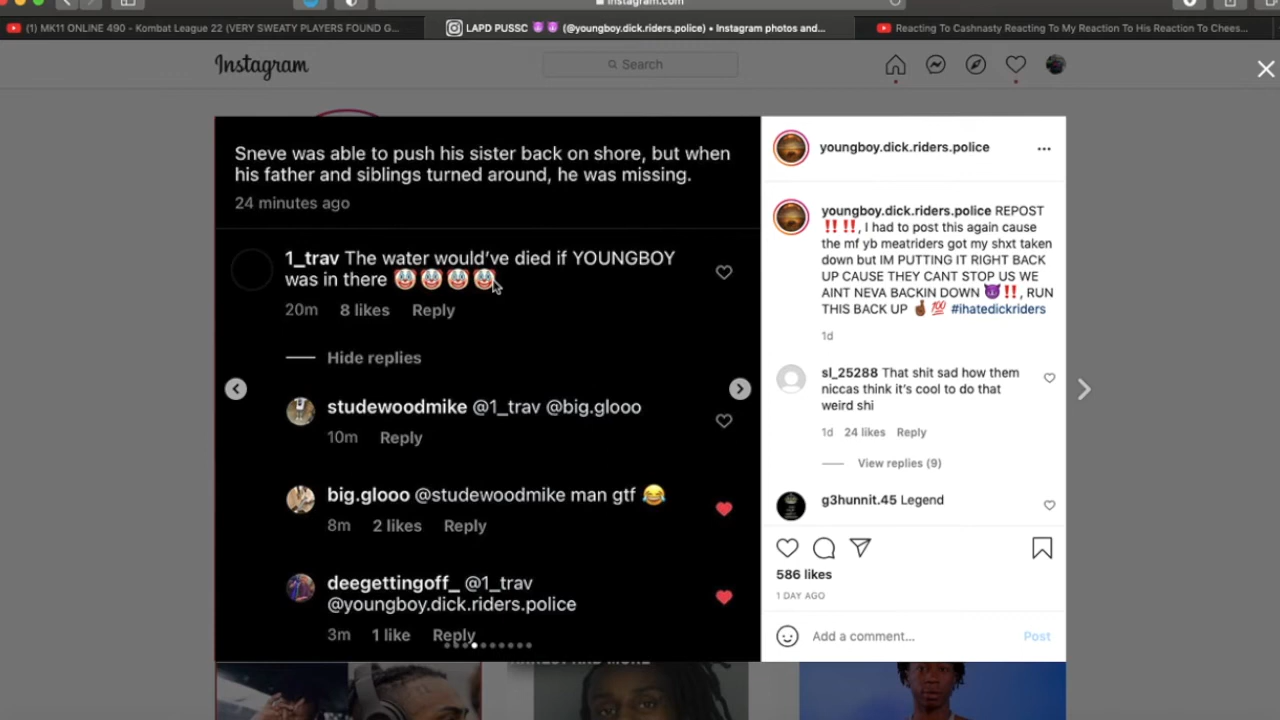 instagram.com
(1) MK11 ONLINE 490 - Kombat League 22 (VERY SWEATY PLAYERS FOUND G...
LAPD PUSSC 😈😈 (@youngboy.dick.riders.police) • Instagram photos and...
Reacting To Cashnasty Reacting To My Reaction To His Reaction To Chees...
Instagram
Search
Sneve was able to push his sister back on shore, but when
his father and siblings turned around, he was missing.
24 minutes ago
1_trav The water would've died if YOUNGBOY
was in there 🤡🤡🤡🤡
20m 8 likes Reply
Hide replies
studewoodmike @1_trav @big.glooo
10m Reply
big.glooo @studewoodmike man gtf 😂
8m 2 likes Reply
deegettingoff_ @1_trav
@youngboy.dick.riders.police
3m 1 like Reply
youngboy.dick.riders.police
youngboy.dick.riders.police REPOST
‼️‼️, I had to post this again cause
the mf yb meatriders got my shxt taken
down but IM PUTTING IT RIGHT BACK
UP CAUSE THEY CANT STOP US WE
AINT NEVA BACKIN DOWN 😈‼️, RUN
THIS BACK UP 🤞🏾💯 #ihatedickriders
1d
sl_25288 That shit sad how them
niccas think it's cool to do that
weird shi
1d 24 likes Reply
View replies (9)
g3hunnit.45 Legend
586 likes
1 DAY AGO
Add a comment... Post